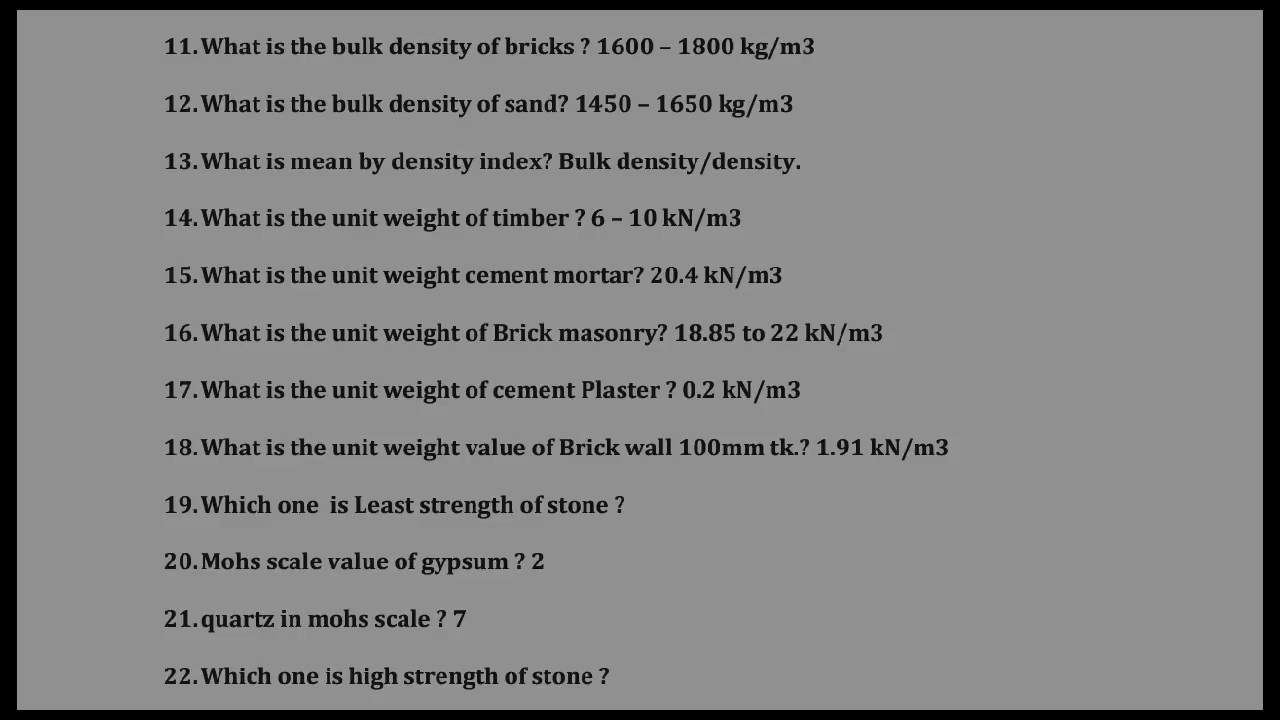 11. What is the bulk density of bricks ? 1600 – 1800 kg/m3
12. What is the bulk density of sand? 1450 – 1650 kg/m3
13. What is mean by density index? Bulk density/density.
14. What is the unit weight of timber ? 6 – 10 kN/m3
15. What is the unit weight cement mortar? 20.4 kN/m3
16. What is the unit weight of Brick masonry? 18.85 to 22 kN/m3
17. What is the unit weight of cement Plaster ? 0.2 kN/m3
18. What is the unit weight value of Brick wall 100mm tk.? 1.91 kN/m3
19. Which one  is Least strength of stone ?
20. Mohs scale value of gypsum ? 2
21. quartz in mohs scale ? 7
22. Which one is high strength of stone ?